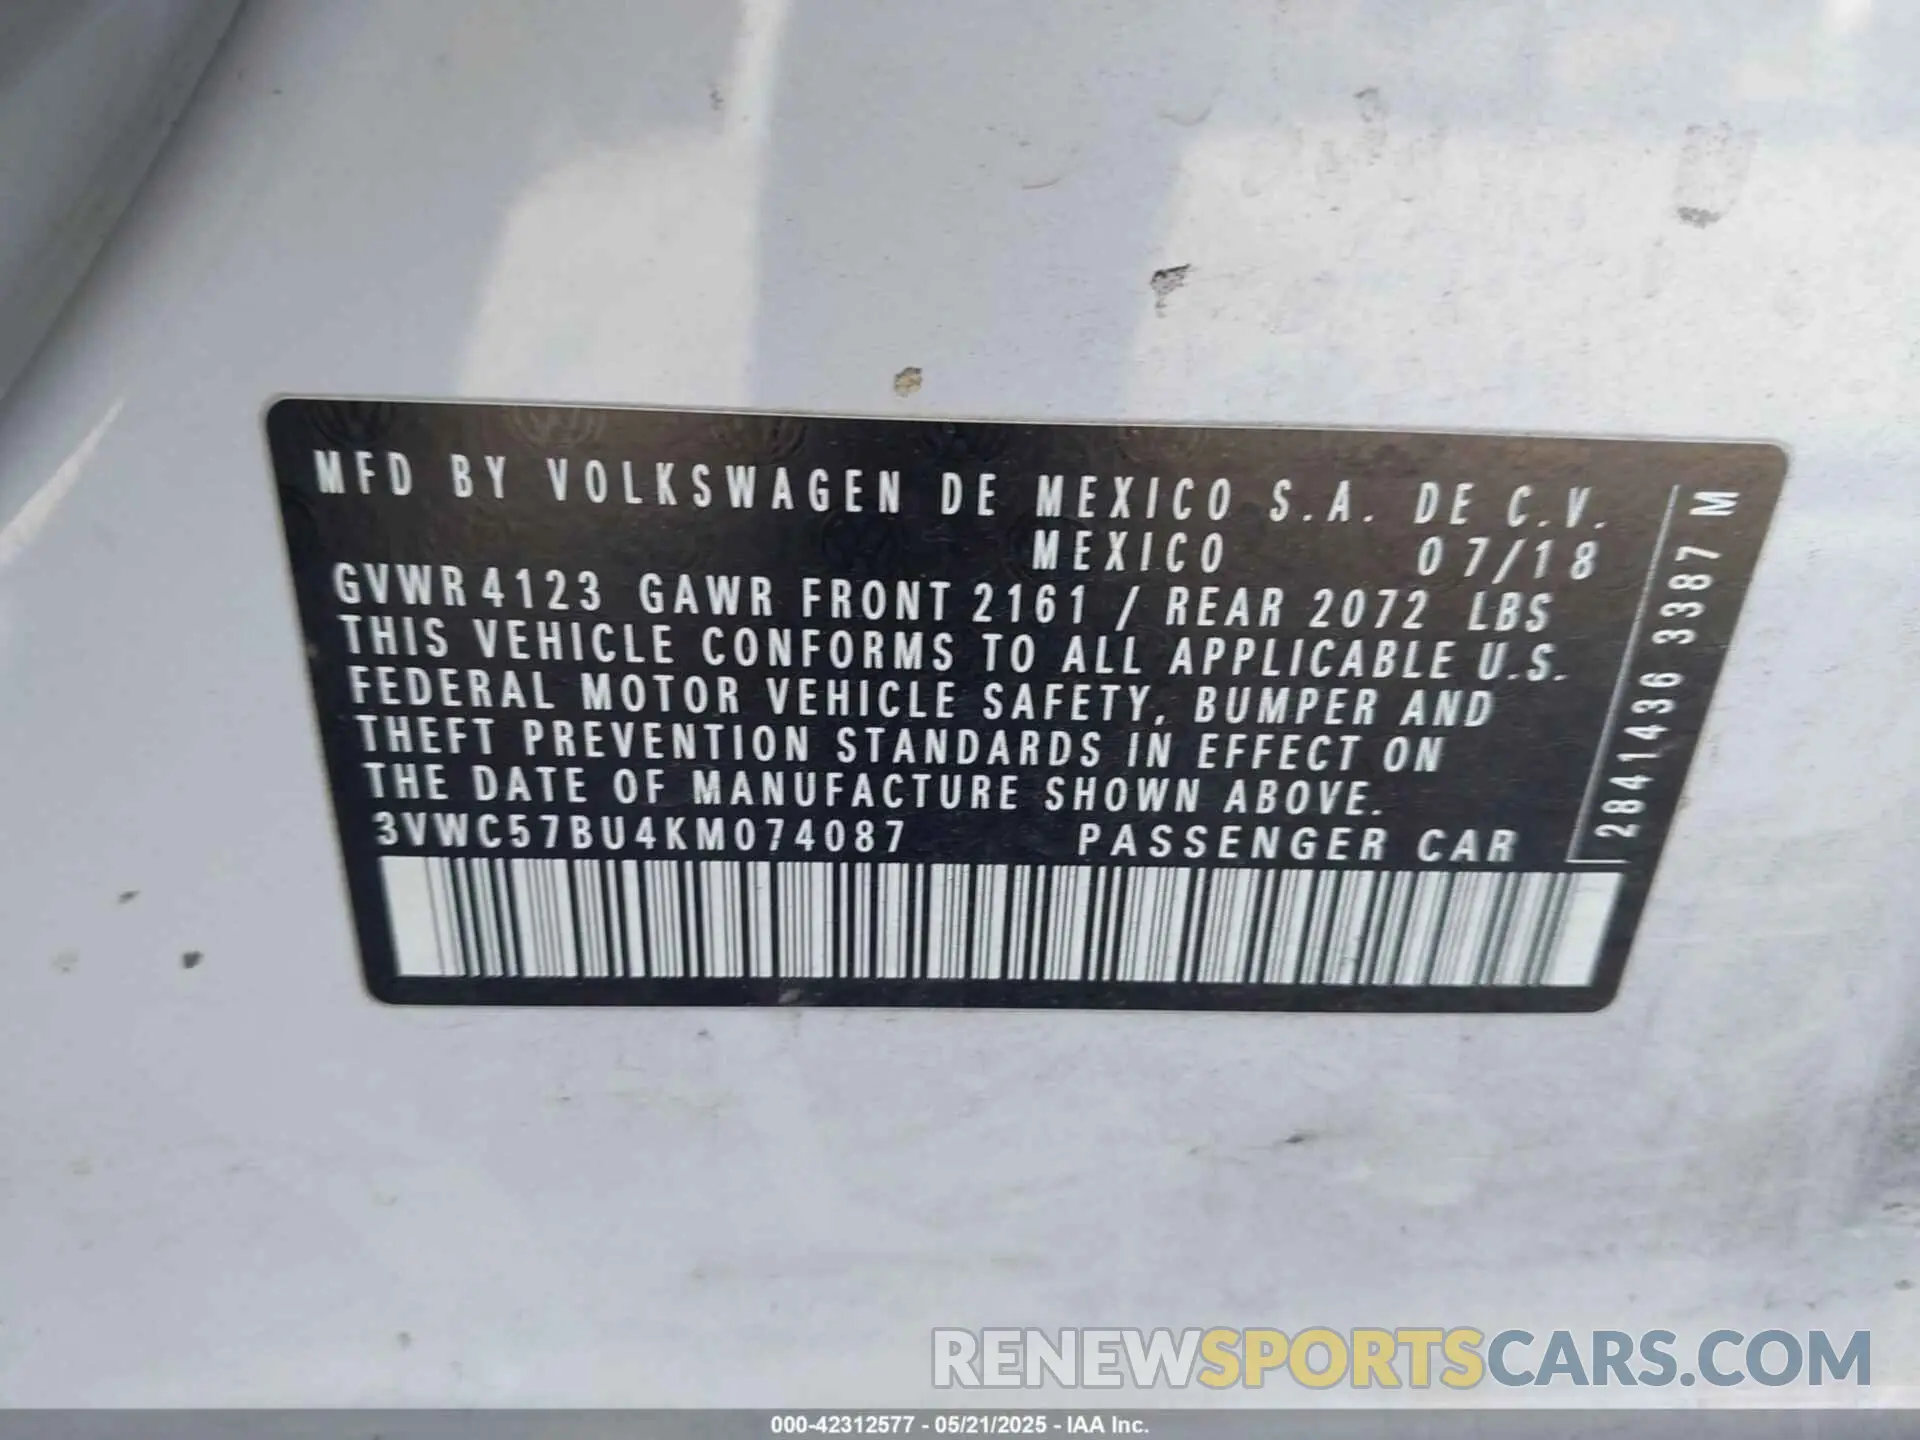 MFD BY VOLKSWAGEN DE MEXICO S.A. DE C.V.
MEXICO 07/18
GVWR 4123 GAWR FRONT 2161 / REAR 2072 LBS
THIS VEHICLE CONFORMS TO ALL APPLICABLE U.S.
FEDERAL MOTOR VEHICLE SAFETY, BUMPER AND
THEFT PREVENTION STANDARDS IN EFFECT ON
THE DATE OF MANUFACTURE SHOWN ABOVE.
3VWC57BU4KM074087 PASSENGER CAR
2841436 3387 M
RENEWSPORTSCARS.COM
000-42312577 - 05/21/2025 - IAA Inc.